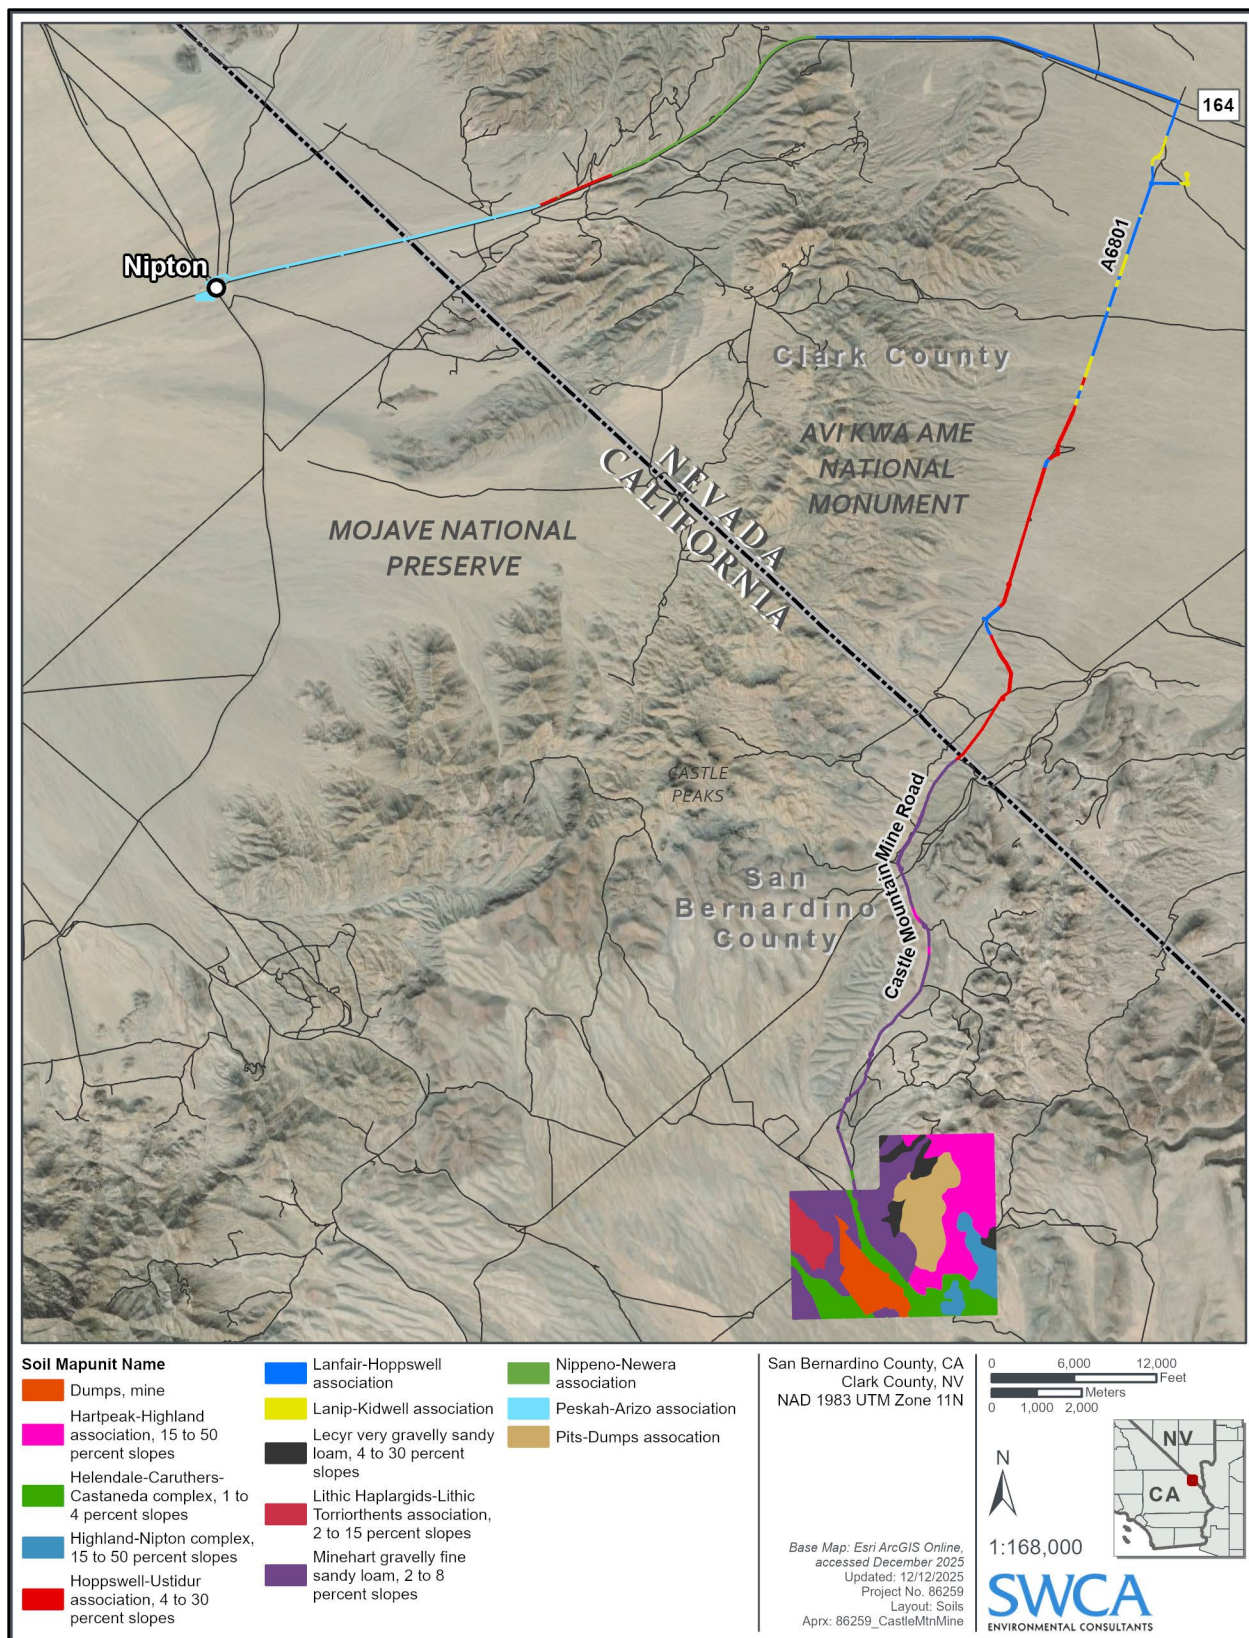 164
Nipton
A6801
Clark County
AVI KWA AME
NATIONAL
MONUMENT
NEVADA
CALIFORNIA
MOJAVE NATIONAL
PRESERVE
CASTLE
PEAKS
Castle Mountain Mine Road
San
Bernardino
County
Soil Mapunit Name
Dumps, mine
Hartpeak-Highland
association, 15 to 50
percent slopes
Helendale-Caruthers-
Castaneda complex, 1 to
4 percent slopes
Highland-Nipton complex,
15 to 50 percent slopes
Hoppswell-Ustidur
association, 4 to 30
percent slopes
Lanfair-Hoppswell
association
Lanip-Kidwell association
Lecyr very gravelly sandy
loam, 4 to 30 percent
slopes
Lithic Haplargids-Lithic
Torriorthents association,
2 to 15 percent slopes
Minehart gravelly fine
sandy loam, 2 to 8
percent slopes
Nippeno-Newera
association
Peskah-Arizo association
Pits-Dumps assocation
San Bernardino County, CA
Clark County, NV
NAD 1983 UTM Zone 11N
Base Map: Esri ArcGIS Online,
accessed December 2025
Updated: 12/12/2025
Project No. 86259
Layout: Soils
Aprx: 86259_CastleMtnMine
0 6,000 12,000
Feet
Meters
0 1,000 2,000
N
1:168,000
NV
CA
SWCA
ENVIRONMENTAL CONSULTANTS